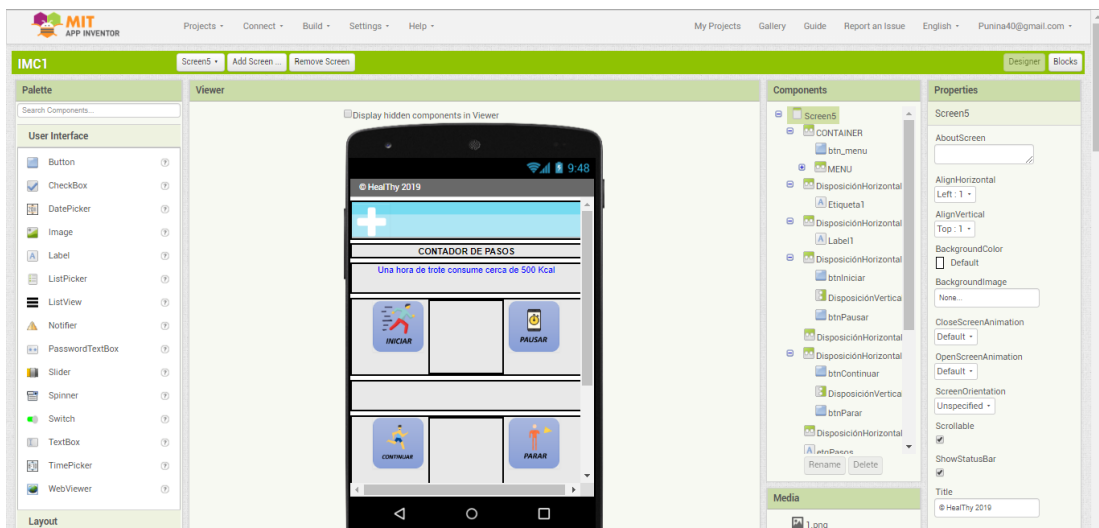 MIT
APP INVENTOR
Projects Connect Build Settings Help My Projects Gallery Guide Report an Issue English Punina40@gmail.com
IMC1 Screen5 Add Screen ... Remove Screen Designer Blocks
Palette
Search Components...
User Interface
Button
CheckBox
DatePicker
Image
Label
ListPicker
ListView
Notifier
PasswordTextBox
Slider
Spinner
Switch
TextBox
TimePicker
WebViewer
Layout
Viewer
Display hidden components in Viewer
9:48
© HealThy 2019
CONTADOR DE PASOS
Una hora de trote consume cerca de 500 Kcal
INICIAR PAUSAR
CONTINUAR PARAR
Components
Screen5
CONTAINER
btn_menu
MENU
DisposiciónHorizontal
Etiqueta1
DisposiciónHorizontal
Label1
DisposiciónHorizontal
btnIniciar
DisposiciónVertica
btnPausar
DisposiciónHorizontal
DisposiciónHorizontal
btnContinuar
DisposiciónVertica
btnParar
DisposiciónHorizontal
etqPasos
Rename Delete
Media
1.png
Properties
Screen5
AboutScreen
AlignHorizontal
Left : 1
AlignVertical
Top : 1
BackgroundColor
Default
BackgroundImage
None...
CloseScreenAnimation
Default
OpenScreenAnimation
Default
ScreenOrientation
Unspecified
Scrollable
ShowStatusBar
Title
© HealThy 2019